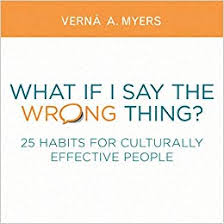 VERNĀ A. MYERS
WHAT IF I SAY THE
WRONG THING?
25 HABITS FOR CULTURALLY
EFFECTIVE PEOPLE